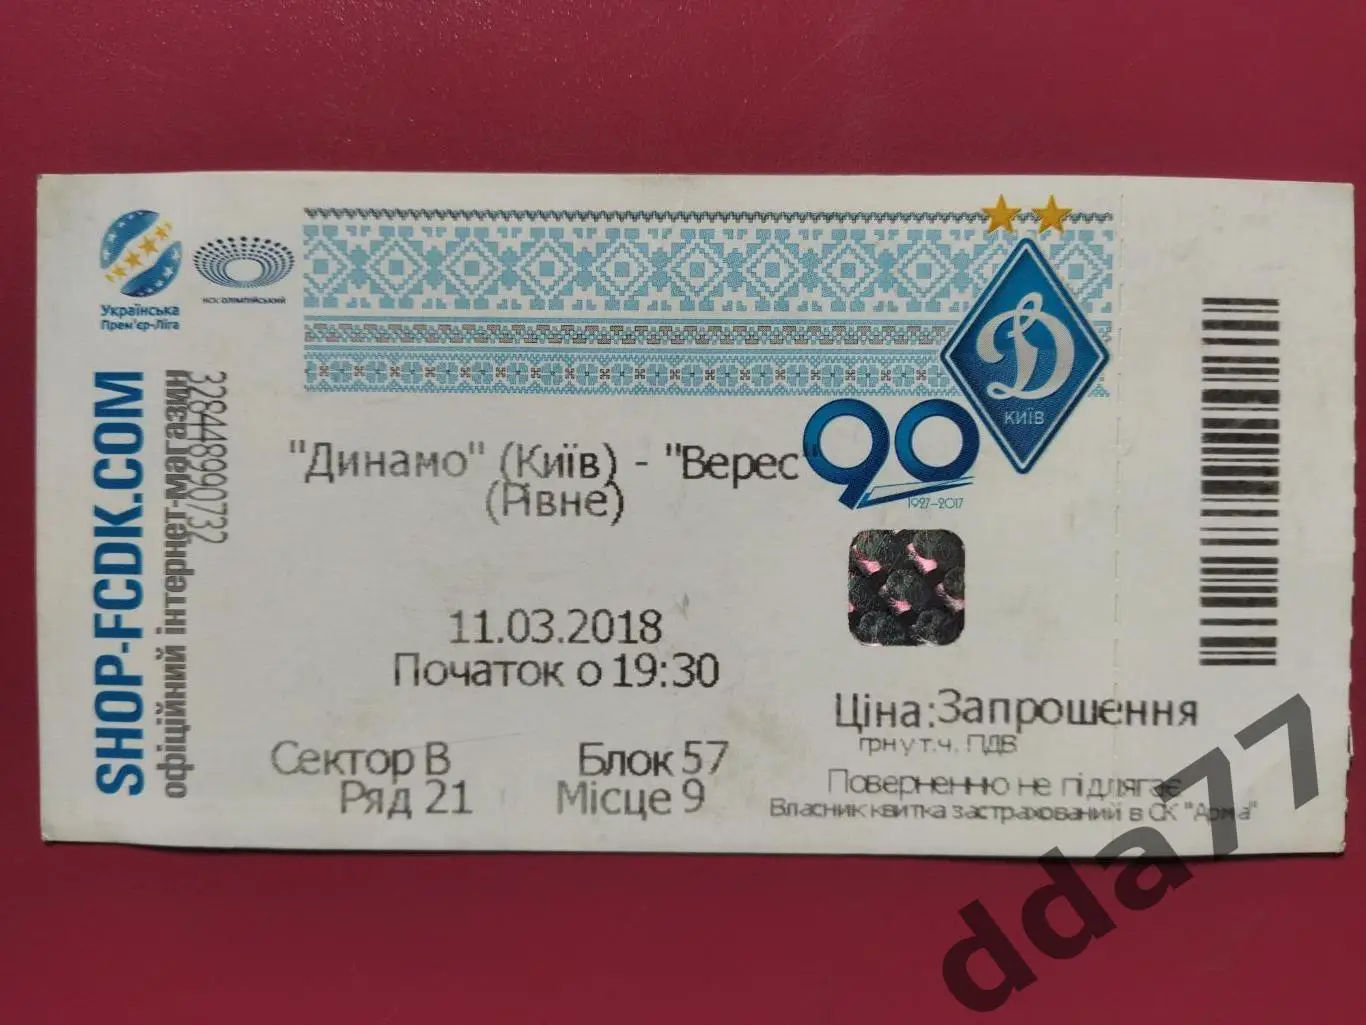 Українська
Прем'єр-Ліга
НСК ОЛІМПІЙСЬКИЙ
SHOP-FCDK.COM
офіційний інтернет-магазин
328448990732
КИЇВ
90
1927-2017
"Динамо" (Київ) - "Верес"
(Рівне)
11.03.2018
Початок о 19:30
Сектор В Блок 57
Ряд 21 Місце 9
Ціна:Запрошення
грн у т.ч. ПДВ
Поверненню не підлягає
Власник квитка застрахований в СК "Арма"
dda77